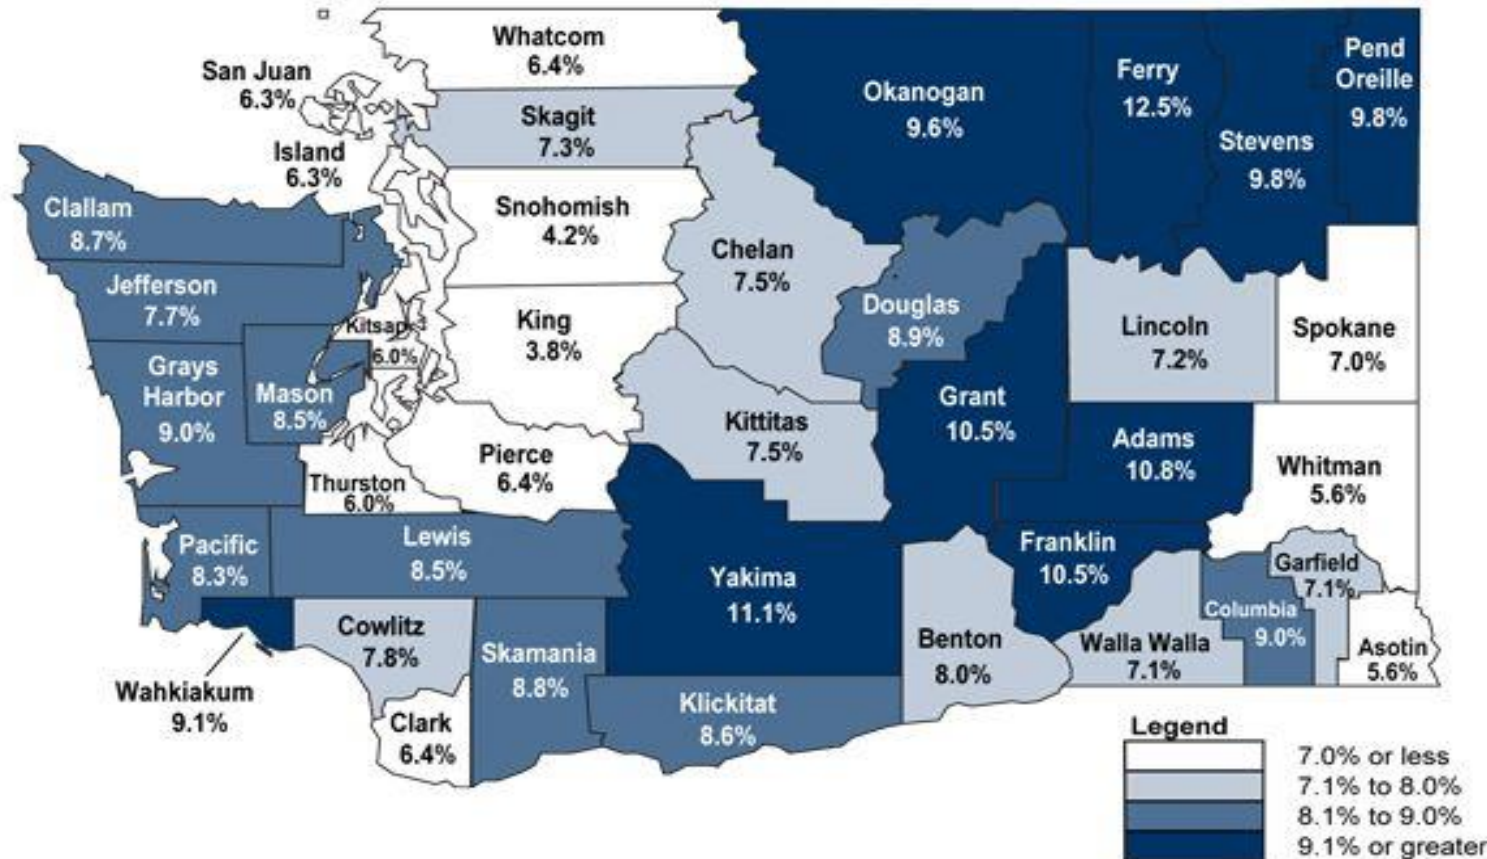 Whatcom
6.4%
San Juan
6.3%
Skagit
7.3%
Island
6.3%
Okanogan
9.6%
Ferry
12.5%
Stevens
9.8%
Pend
Oreille
9.8%
Clallam
8.7%
Snohomish
4.2%
Chelan
7.5%
Jefferson
7.7%
Kitsap
6.0%
King
3.8%
Douglas
8.9%
Lincoln
7.2%
Spokane
7.0%
Grays
Harbor
9.0%
Mason
8.5%
Grant
10.5%
Kittitas
7.5%
Adams
10.8%
Pierce
6.4%
Thurston
6.0%
Whitman
5.6%
Pacific
8.3%
Lewis
8.5%
Yakima
11.1%
Franklin
10.5%
Garfield
7.1%
Columbia
9.0%
Cowlitz
7.8%
Skamania
8.8%
Benton
8.0%
Walla Walla
7.1%
Asotin
5.6%
Wahkiakum
9.1%
Clark
6.4%
Klickitat
8.6%
Legend
7.0% or less
7.1% to 8.0%
8.1% to 9.0%
9.1% or greater